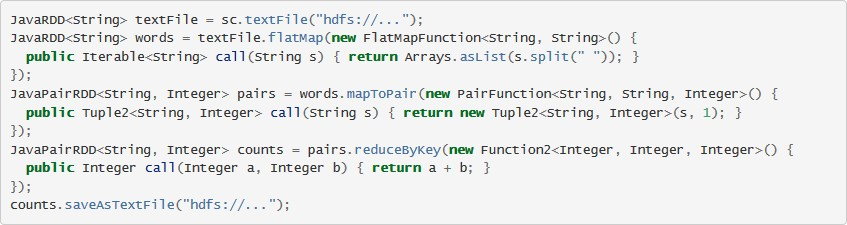 JavaRDD<String> textFile = sc.textFile("hdfs://...");
JavaRDD<String> words = textFile.flatMap(new FlatMapFunction<String, String>() {
  public Iterable<String> call(String s) { return Arrays.asList(s.split(" ")); }
});
JavaPairRDD<String, Integer> pairs = words.mapToPair(new PairFunction<String, String, Integer>() {
  public Tuple2<String, Integer> call(String s) { return new Tuple2<String, Integer>(s, 1); }
});
JavaPairRDD<String, Integer> counts = pairs.reduceByKey(new Function2<Integer, Integer, Integer>() {
  public Integer call(Integer a, Integer b) { return a + b; }
});
counts.saveAsTextFile("hdfs://...");